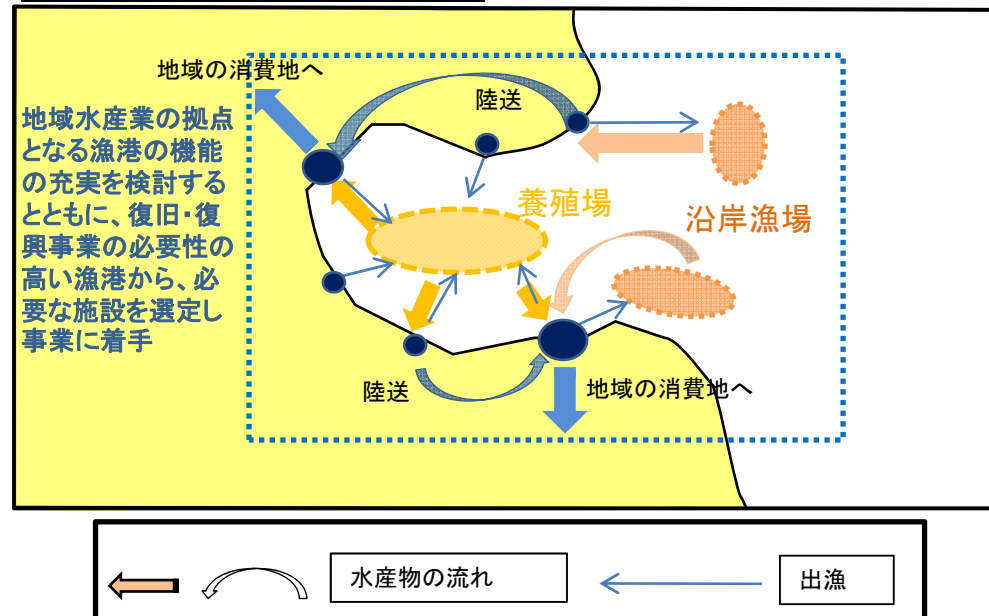 地域の消費地へ
陸送
地域水産業の拠点
となる漁港の機能
の充実を検討する
とともに、復旧・復
興事業の必要性の
高い漁港から、必
要な施設を選定し
事業に着手
養殖場
沿岸漁場
陸送
地域の消費地へ
水産物の流れ
出漁